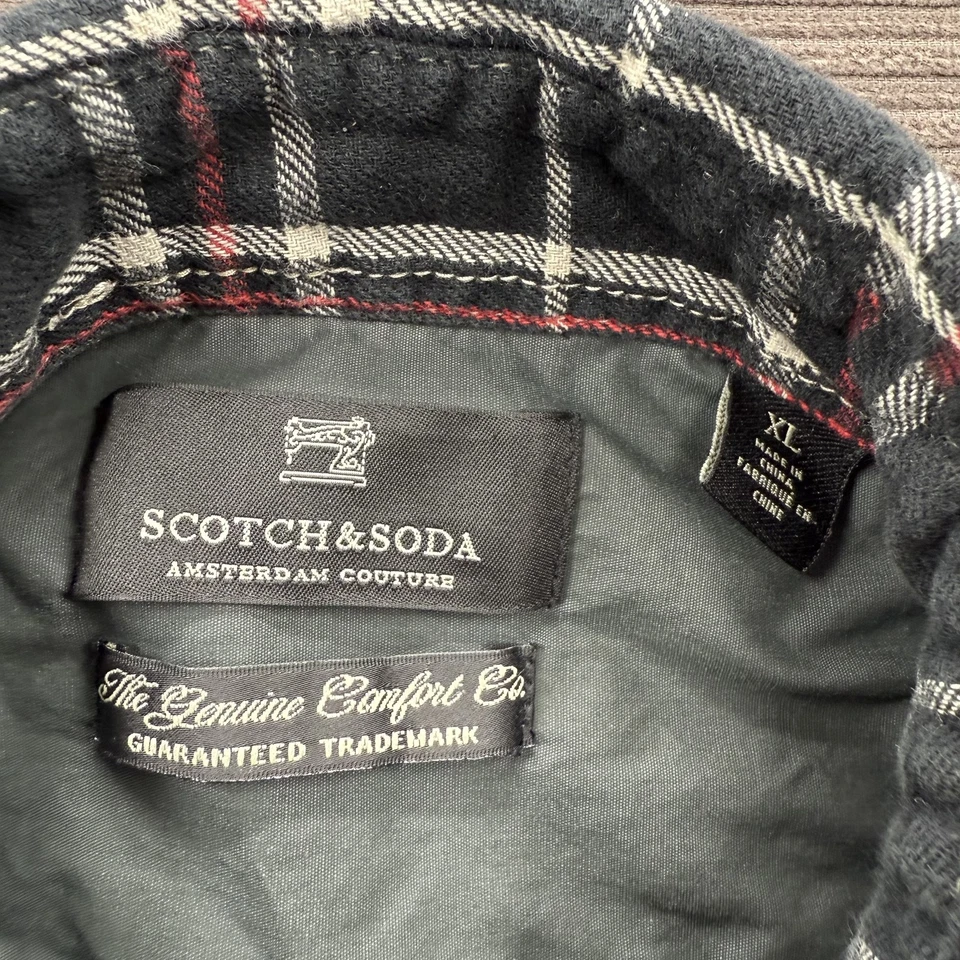 SCOTCH&SODA
AMSTERDAM COUTURE
The Genuine Comfort Co.
GUARANTEED TRADEMARK
XL
MADE IN
CHINA
FABRIQUÉ EN
CHINE